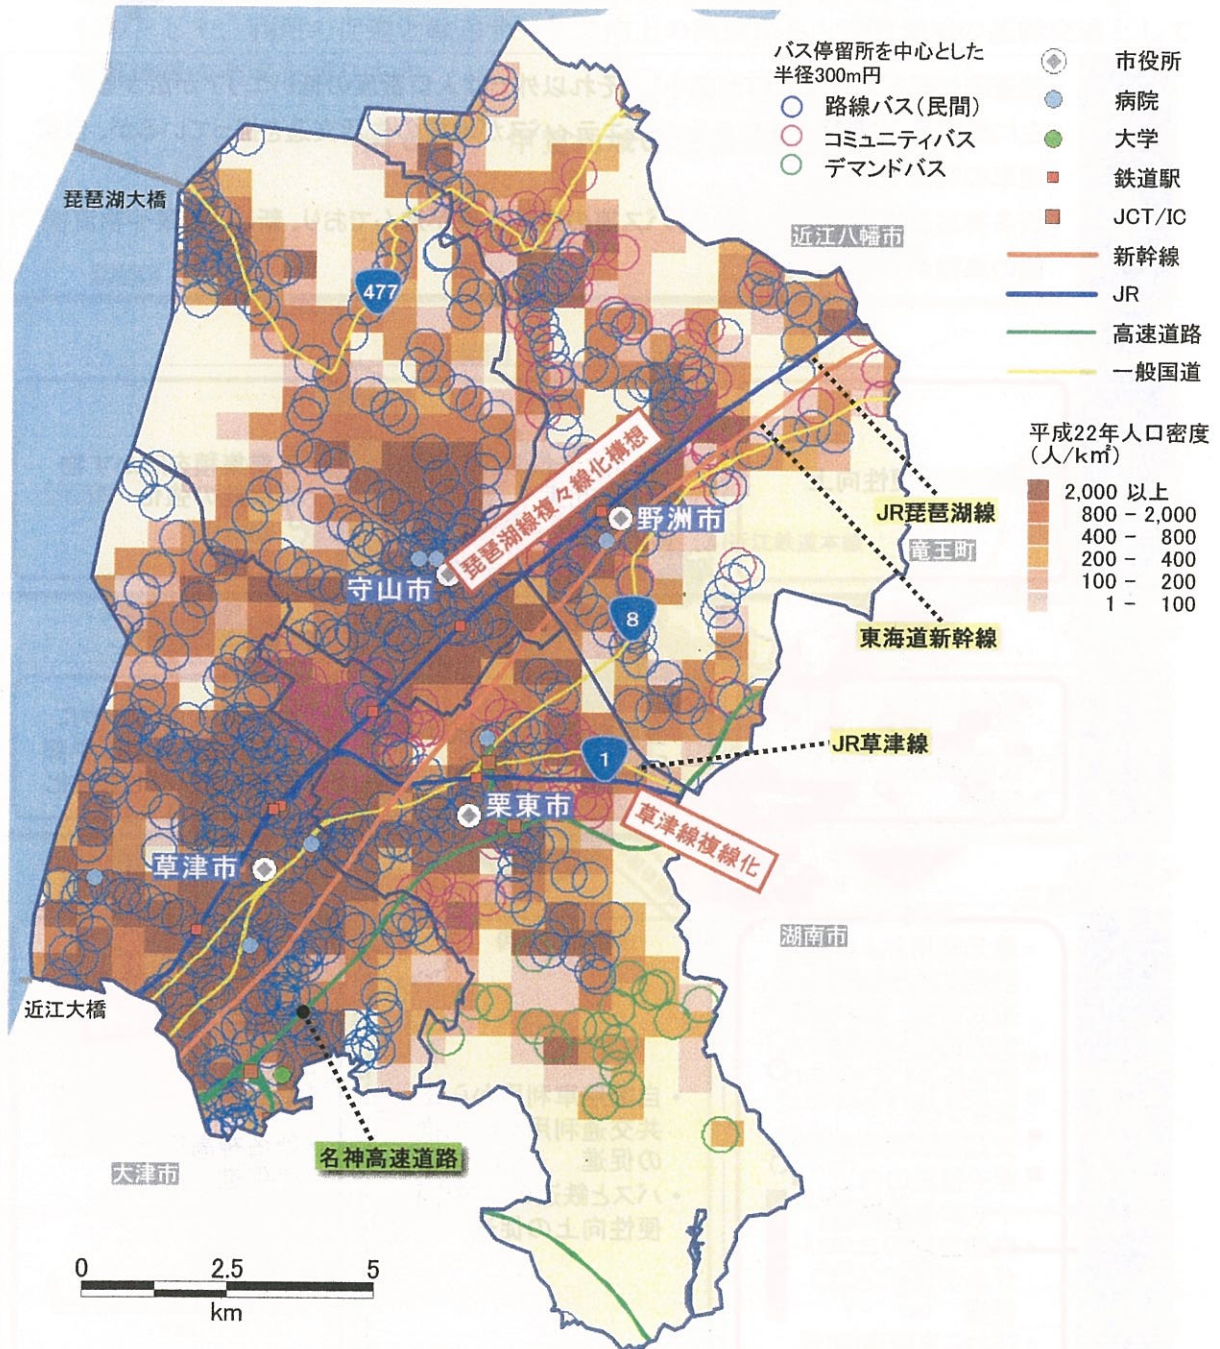 バス停留所を中心とした
半径300m円
路線バス（民間）
コミュニティバス
デマンドバス
市役所
病院
大学
鉄道駅
JCT/IC
新幹線
JR
高速道路
一般国道
平成22年人口密度
（人/k㎡）
2,000 以上
800 － 2,000
400 － 800
200 － 400
100 － 200
1 － 100
琵琶湖大橋
近江八幡市
477
琵琶湖線複々線化構想
野洲市
JR琵琶湖線
竜王町
守山市
8
東海道新幹線
JR草津線
1
栗東市
草津線複線化
草津市
湖南市
近江大橋
名神高速道路
大津市
0 2.5 5
km